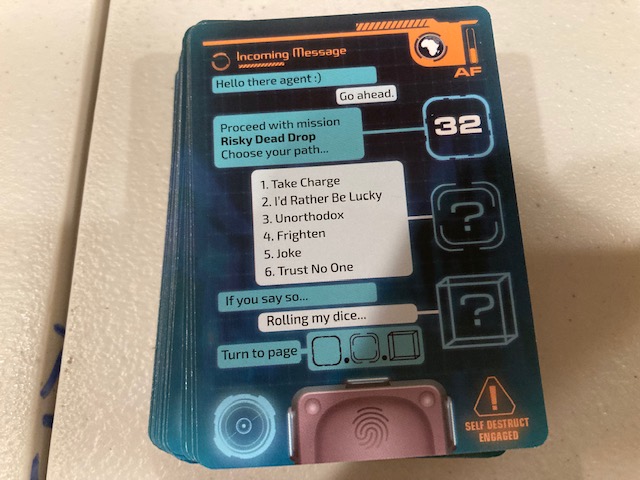 Incoming Message
AF
Hello there agent :)
Go ahead.
Proceed with mission
Risky Dead Drop
Choose your path...
32
1. Take Charge
2. I'd Rather Be Lucky
3. Unorthodox
4. Frighten
5. Joke
6. Trust No One
?
If you say so...
Rolling my dice...
?
Turn to page
!
SELF DESTRUCT
ENGAGED